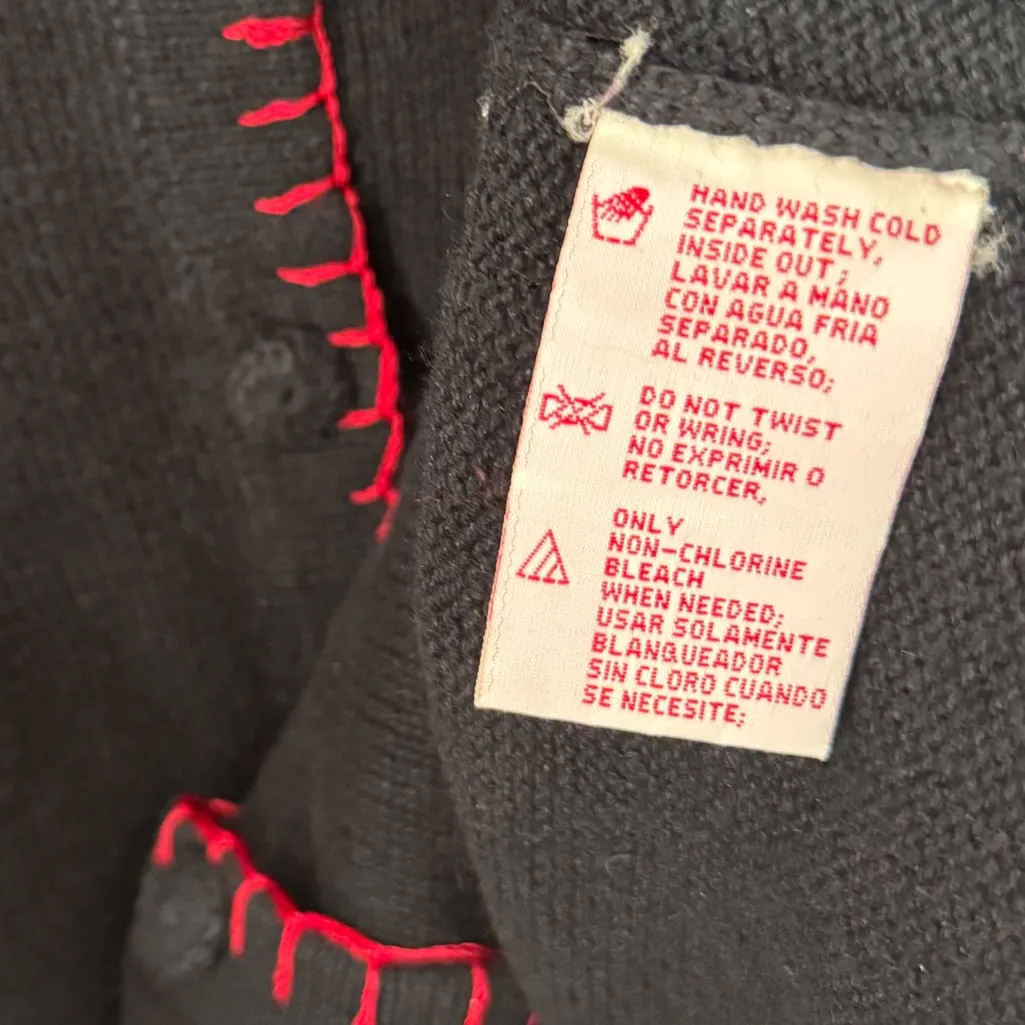 HAND WASH COLD
SEPARATELY,
INSIDE OUT;
LAVAR A MANO
CON AGUA FRIA
SEPARADO,
AL REVERSO;
DO NOT TWIST
OR WRING;
NO EXPRIMIR O
RETORCER,
ONLY
NON-CHLORINE
BLEACH
WHEN NEEDED;
USAR SOLAMENTE
BLANQUEADOR
SIN CLORO CUANDO
SE NECESITE;